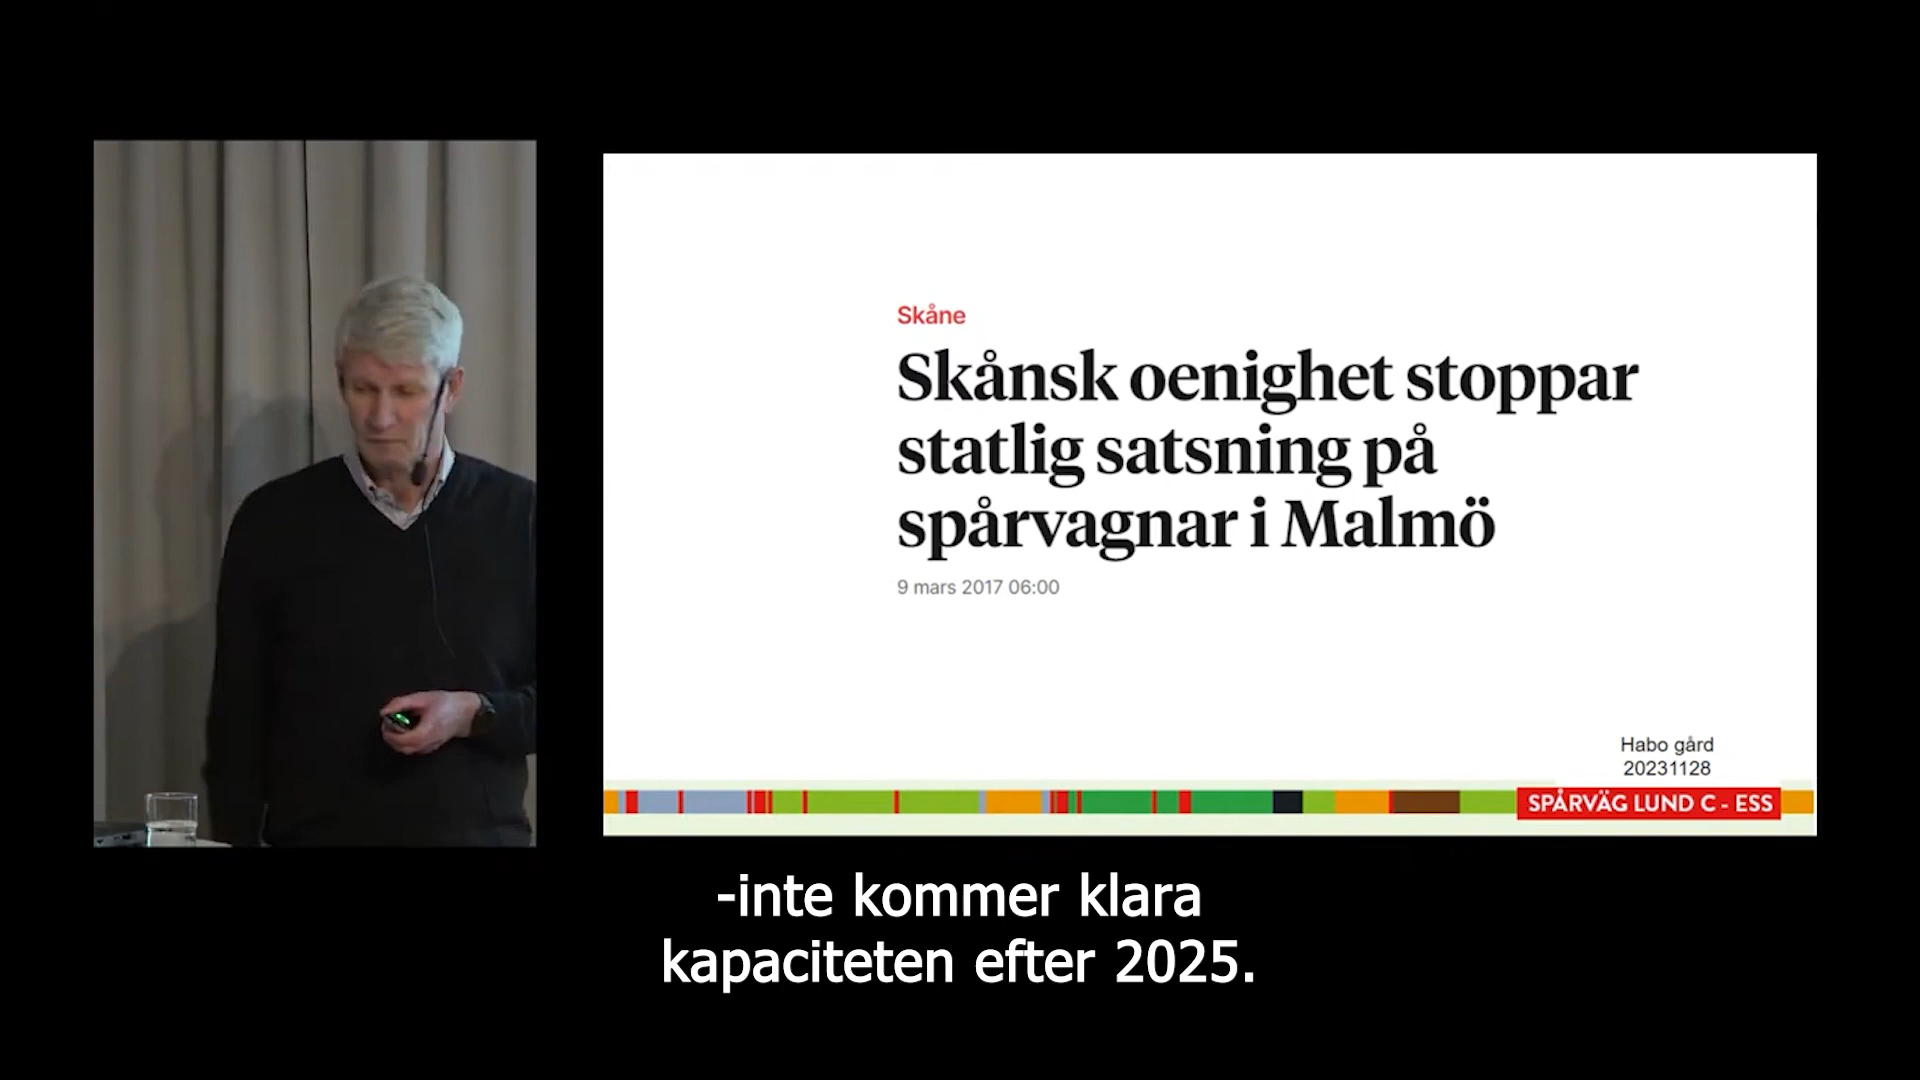 Skåne
Skånsk oenighet stoppar
statlig satsning på
spårvagnar i Malmö
9 mars 2017 06:00
Habo gård
20231128
SPÅRVÄG LUND C - ESS
-inte kommer klara
kapaciteten efter 2025.